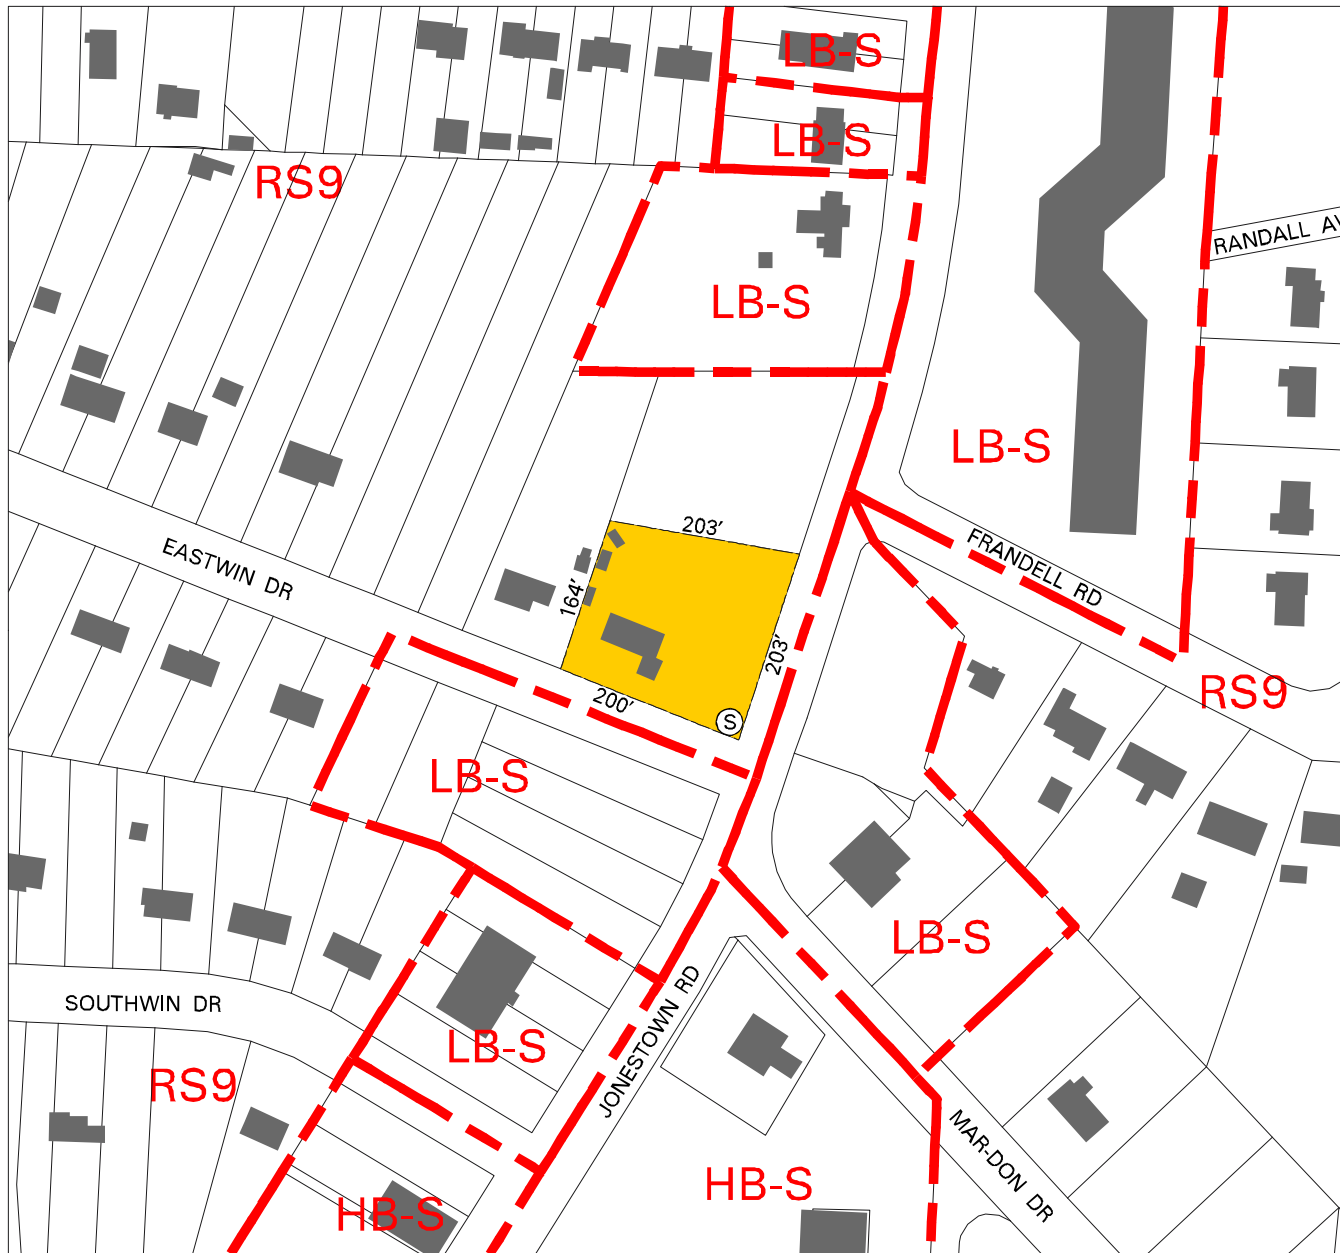 LB-S
LB-S
RS9
RANDALL AV
LB-S
LB-S
203'
FRANDELL RD
EASTWIN DR
164'
203'
RS9
200'
S
LB-S
LB-S
SOUTHWIN DR
JONESTOWN RD
LB-S
RS9
MAR-DON DR
HB-S
HB-S